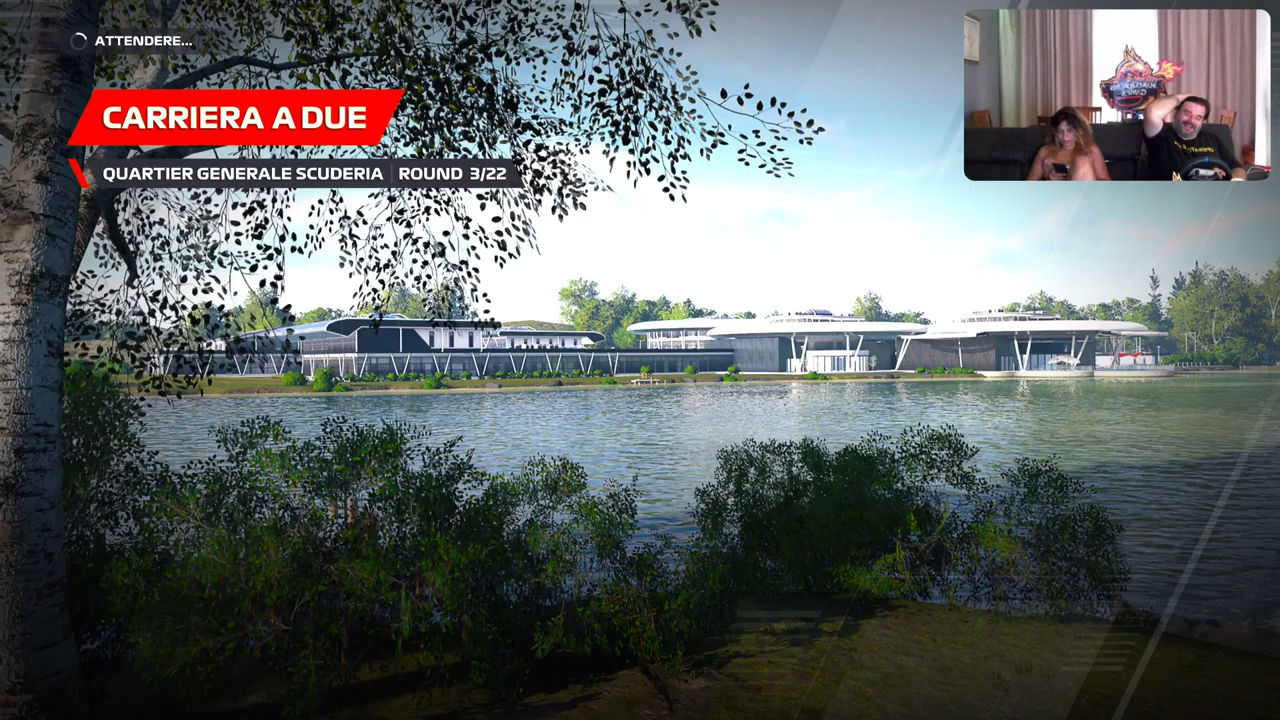 ATTENDERE...
CARRIERA A DUE
QUARTIER GENERALE SCUDERIA | ROUND 3/22